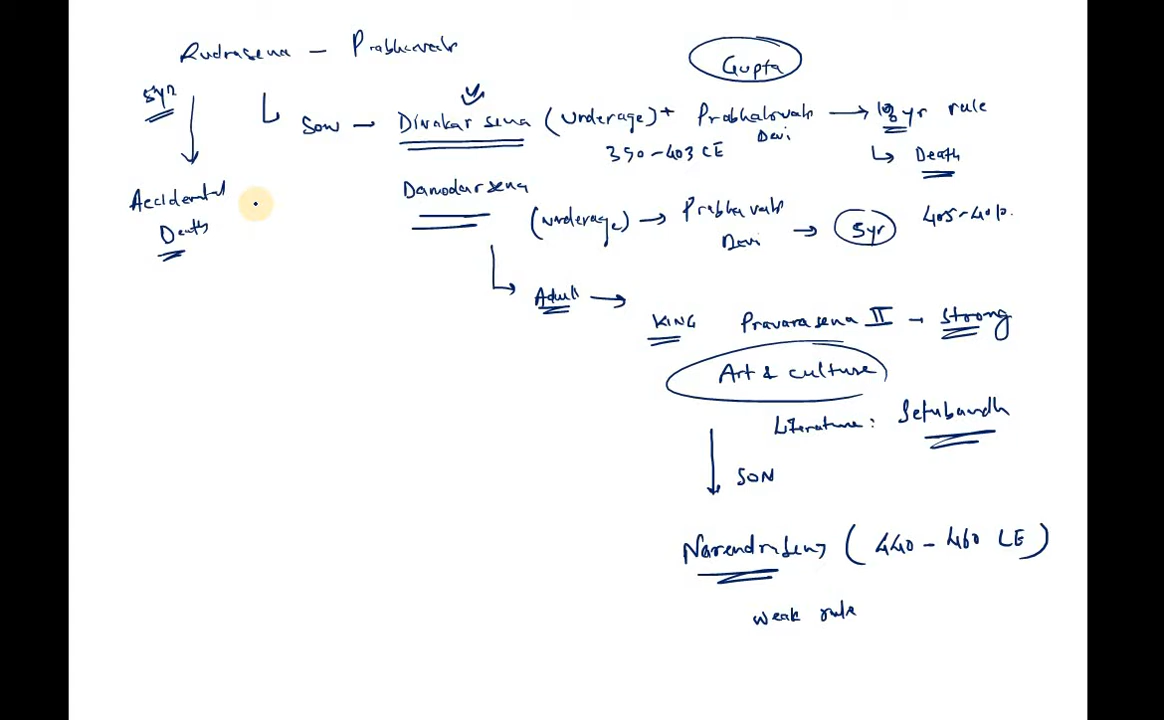 Rudrasena – Prabhavati
Gupta
5yr
Son → Divakar sena (underage) + Prabhavati Devi → 13 yr rule
390-403 CE
Death
Accidental Death
Damodarsena (underage) → Prabhavati Devi → 5yr 405-410.
Adult →
KING Pravarasena II → Strong
Art & culture
Literature: Setubandh
SON
Narendrasena (440-460 CE)
weak rule